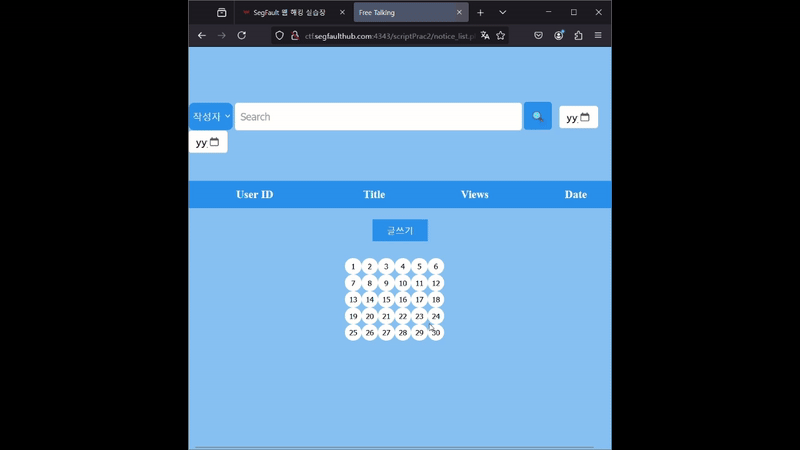 SegFault 웹 해킹 실습장
Free Talking
ctf.segfaulthub.com:4343/scriptPrac2/notice_list.p
작성자
Search
yy.
yy.
User ID Title Views Date
글쓰기
1 2 3 4 5 6
7 8 9 10 11 12
13 14 15 16 17 18
19 20 21 22 23 24
25 26 27 28 29 30